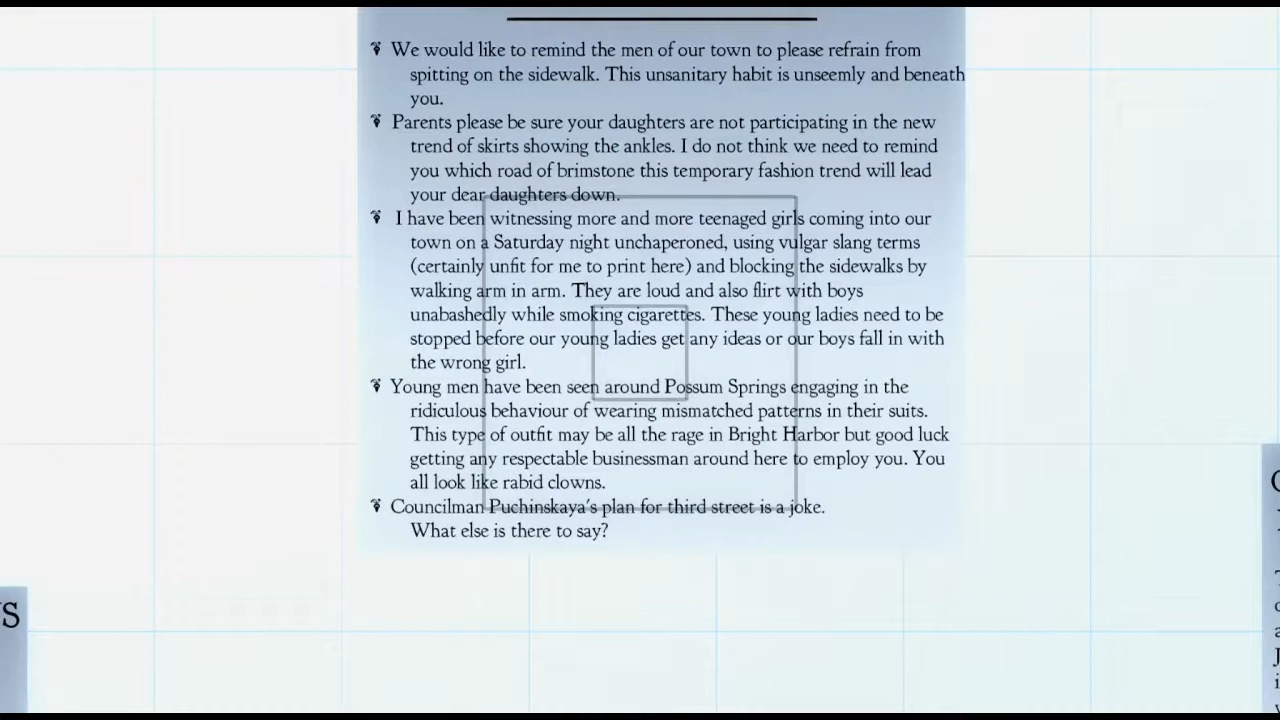 We would like to remind the men of our town to please refrain from
spitting on the sidewalk. This unsanitary habit is unseemly and beneath
you.
Parents please be sure your daughters are not participating in the new
trend of skirts showing the ankles. I do not think we need to remind
you which road of brimstone this temporary fashion trend will lead
your dear daughters down.
I have been witnessing more and more teenaged girls coming into our
town on a Saturday night unchaperoned, using vulgar slang terms
(certainly unfit for me to print here) and blocking the sidewalks by
walking arm in arm. They are loud and also flirt with boys
unabashedly while smoking cigarettes. These young ladies need to be
stopped before our young ladies get any ideas or our boys fall in with
the wrong girl.
Young men have been seen around Possum Springs engaging in the
ridiculous behaviour of wearing mismatched patterns in their suits.
This type of outfit may be all the rage in Bright Harbor but good luck
getting any respectable businessman around here to employ you. You
all look like rabid clowns.
Councilman Puchinskaya's plan for third street is a joke.
What else is there to say?